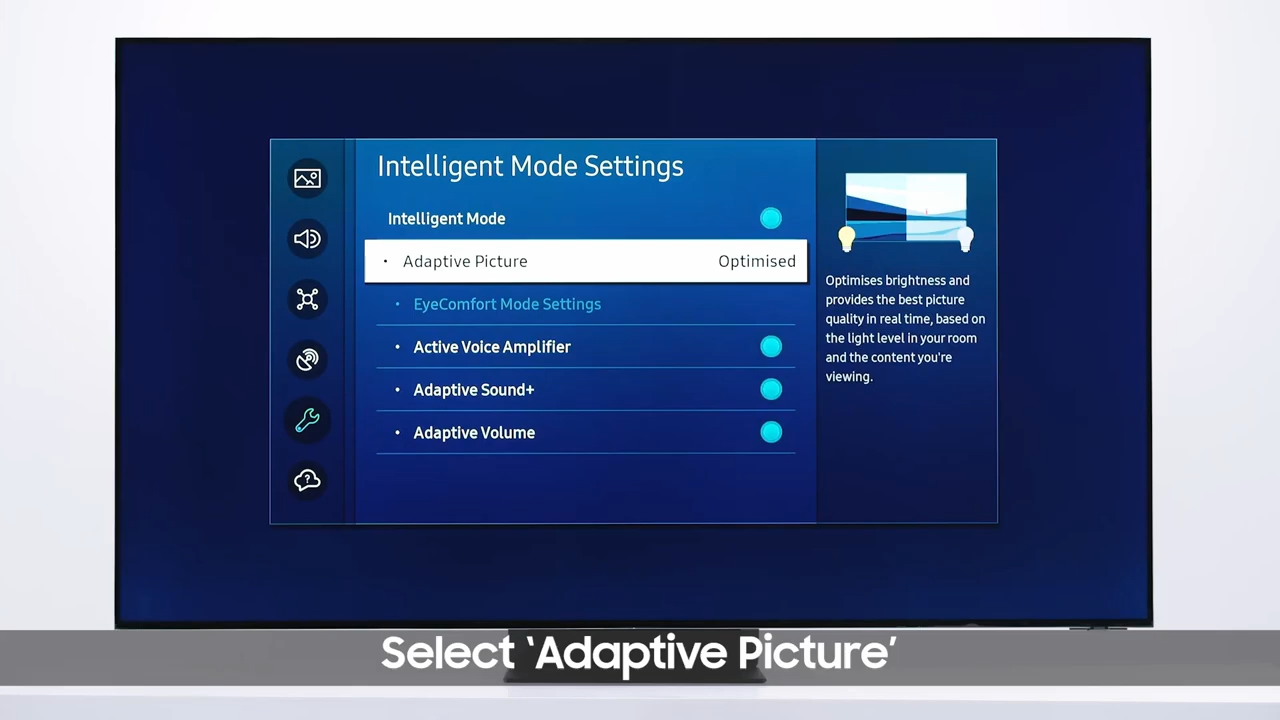 Intelligent Mode Settings
Intelligent Mode
• Adaptive Picture Optimised
• EyeComfort Mode Settings
• Active Voice Amplifier
• Adaptive Sound+
• Adaptive Volume
Optimises brightness and
provides the best picture
quality in real time, based on
the light level in your room
and the content you're
viewing.
Select ‘Adaptive Picture’